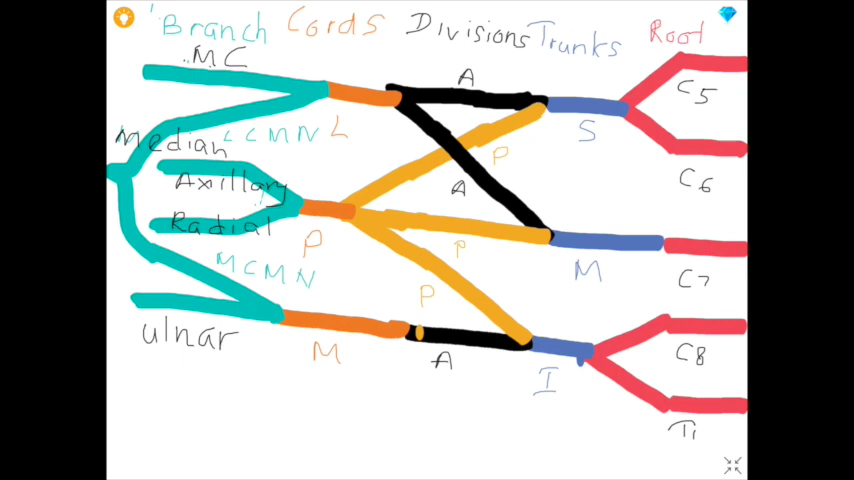 Branch Cords Divisions Trunks Root
MC
A
C5
LCMN L
S
Median
P
C6
Axillary
A
Radial
P
P
M
C7
MCMN
P
ulnar
M
A
I
C8
T1